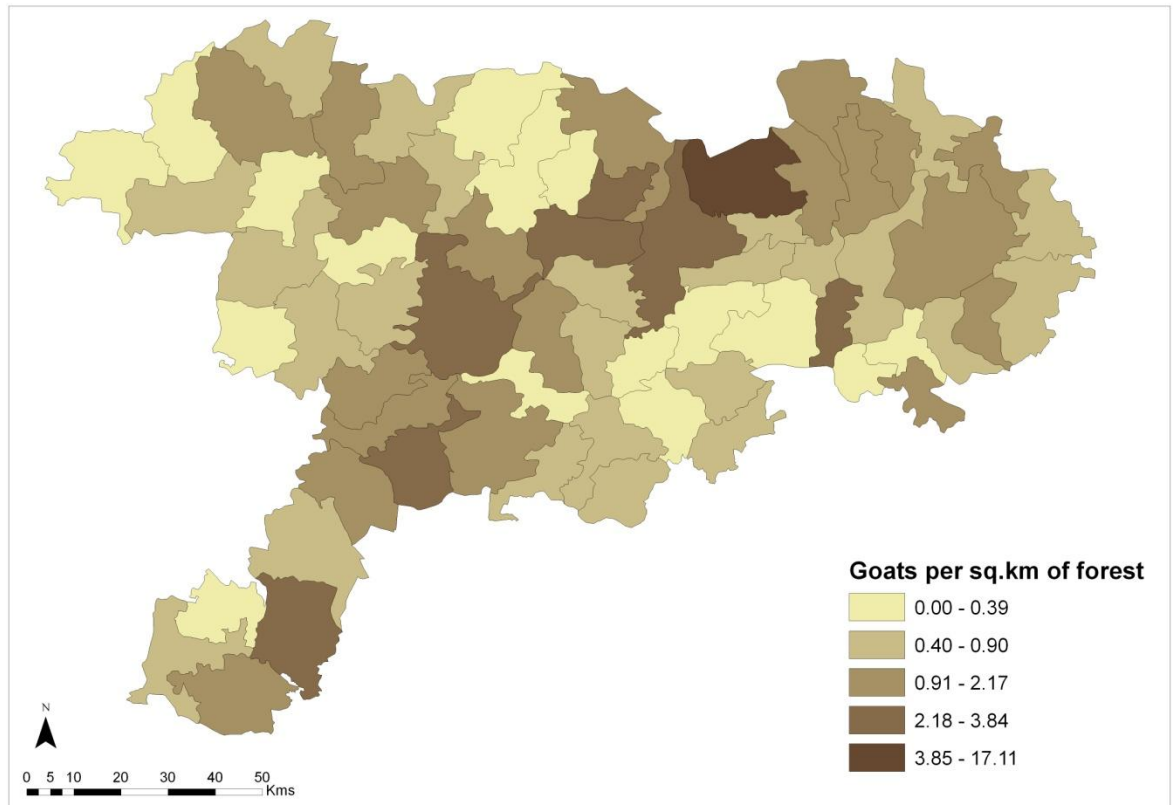 Goats per sq.km of forest
0.00 - 0.39
0.40 - 0.90
0.91 - 2.17
2.18 - 3.84
3.85 - 17.11
N
0 5 10 20 30 40 50
Kms